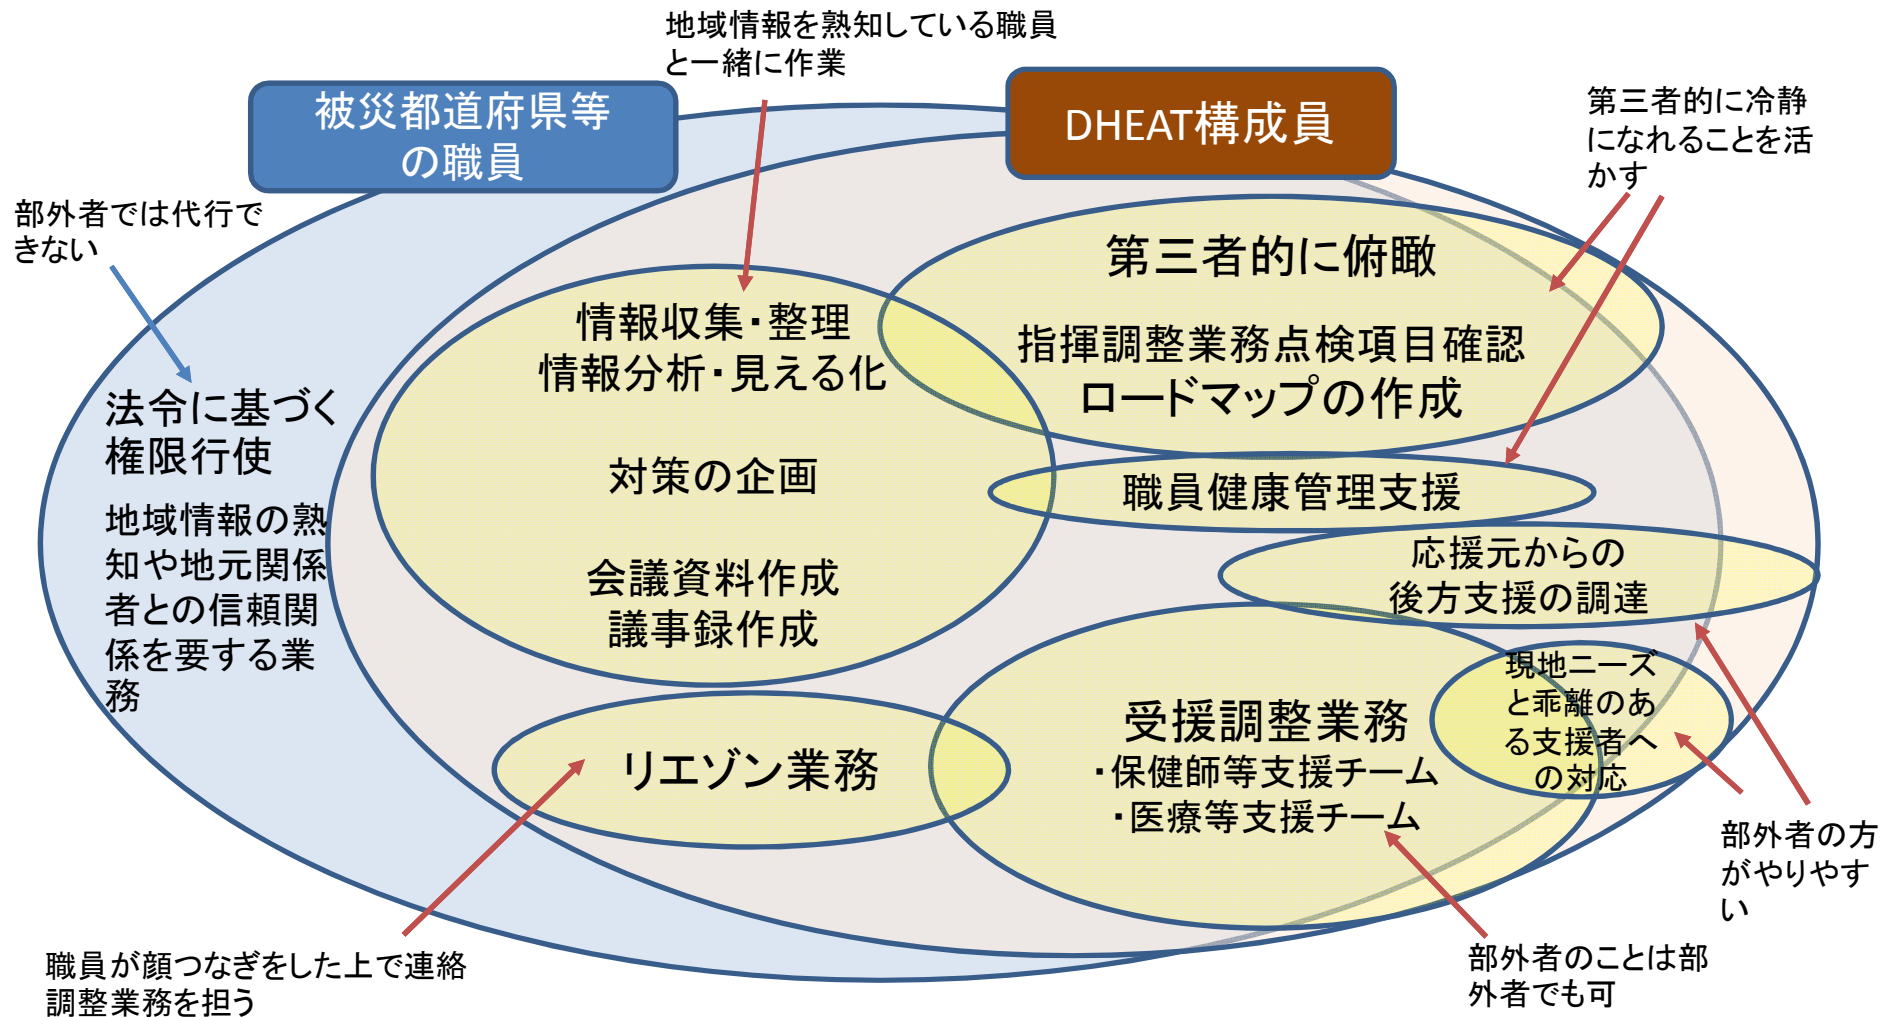 地域情報を熟知している職員
と一緒に作業
被災都道府県等
の職員
DHEAT構成員
第三者的に冷静
になれることを活
かす
部外者では代行で
きない
第三者的に俯瞰
指揮調整業務点検項目確認
ロードマップの作成
情報収集・整理
情報分析・見える化
対策の企画
会議資料作成
議事録作成
法令に基づく
権限行使
地域情報の熟
知や地元関係
者との信頼関
係を要する業
務
職員健康管理支援
応援元からの
後方支援の調達
現地ニーズ
と乖離のあ
る支援者へ
の対応
受援調整業務
・保健師等支援チーム
・医療等支援チーム
リエゾン業務
部外者の方
がやりやす
い
職員が顔つなぎをした上で連絡
調整業務を担う
部外者のことは部
外者でも可